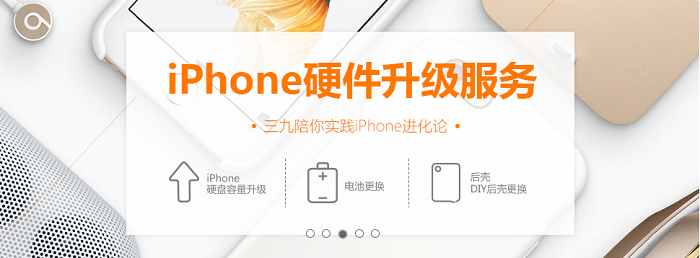 iPhone硬件升级服务
• 三九陪你实践iPhone进化论 •
iPhone
硬盘容量升级
电池更换
后壳
DIY后壳更换